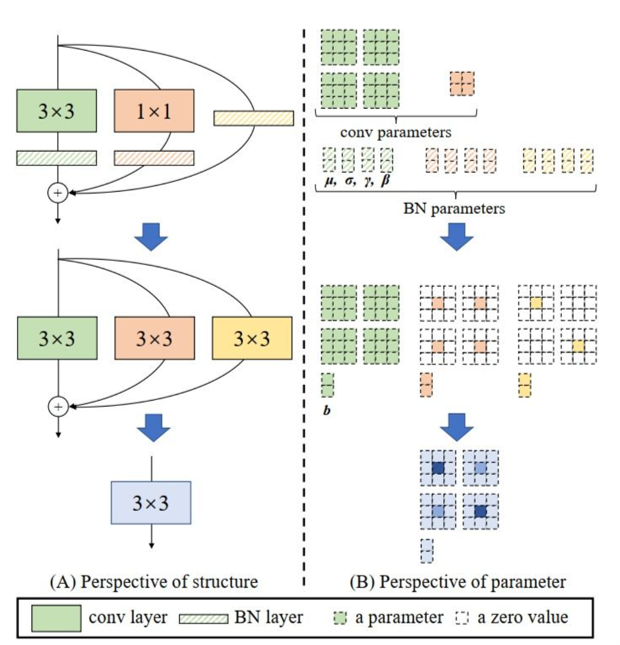 3×3
1×1
conv parameters
μ, σ, γ, β
BN parameters
+
3×3
3×3
3×3
b
+
3×3
(A) Perspective of structure
(B) Perspective of parameter
conv layer
BN layer
a parameter
a zero value